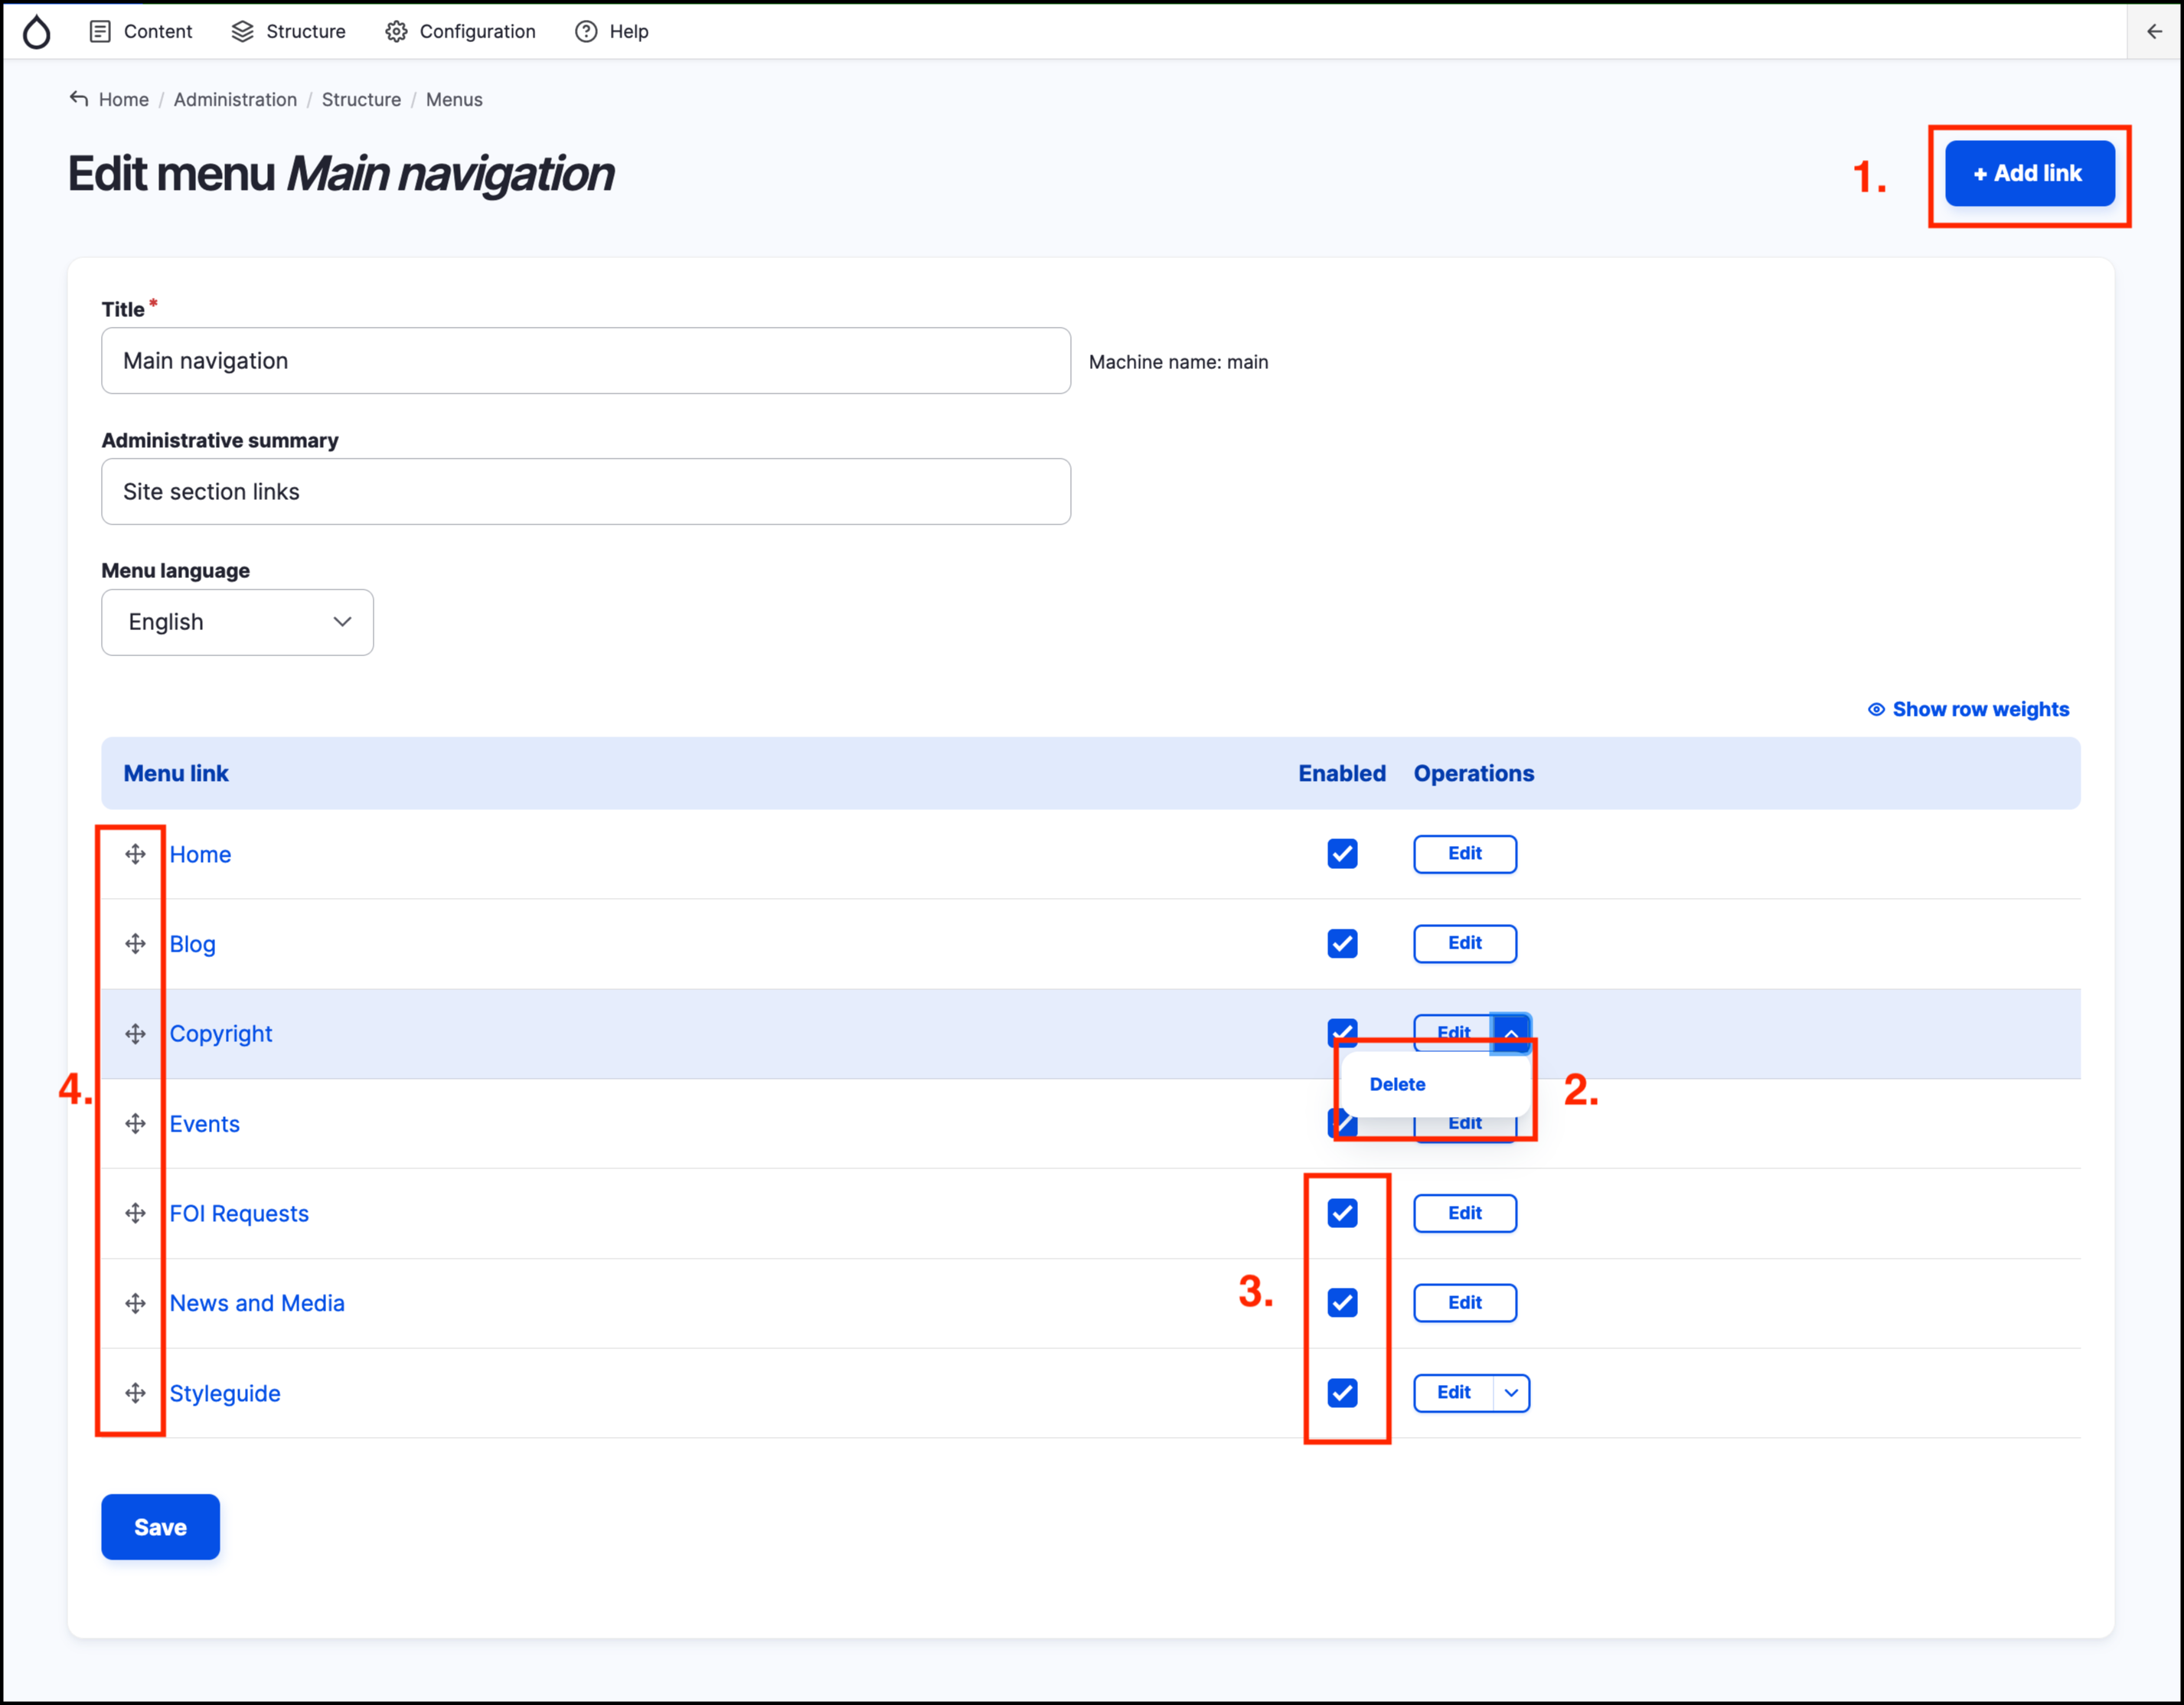 Content Structure Configuration Help
Home / Administration / Structure / Menus
Edit menu Main navigation
1.
+ Add link
Title *
Main navigation
Machine name: main
Administrative summary
Site section links
Menu language
English
Show row weights
Menu link Enabled Operations
Home Edit
Blog Edit
Copyright Edit
4.
Delete
2.
Events Edit
FOI Requests Edit
3.
News and Media Edit
Styleguide Edit
Save